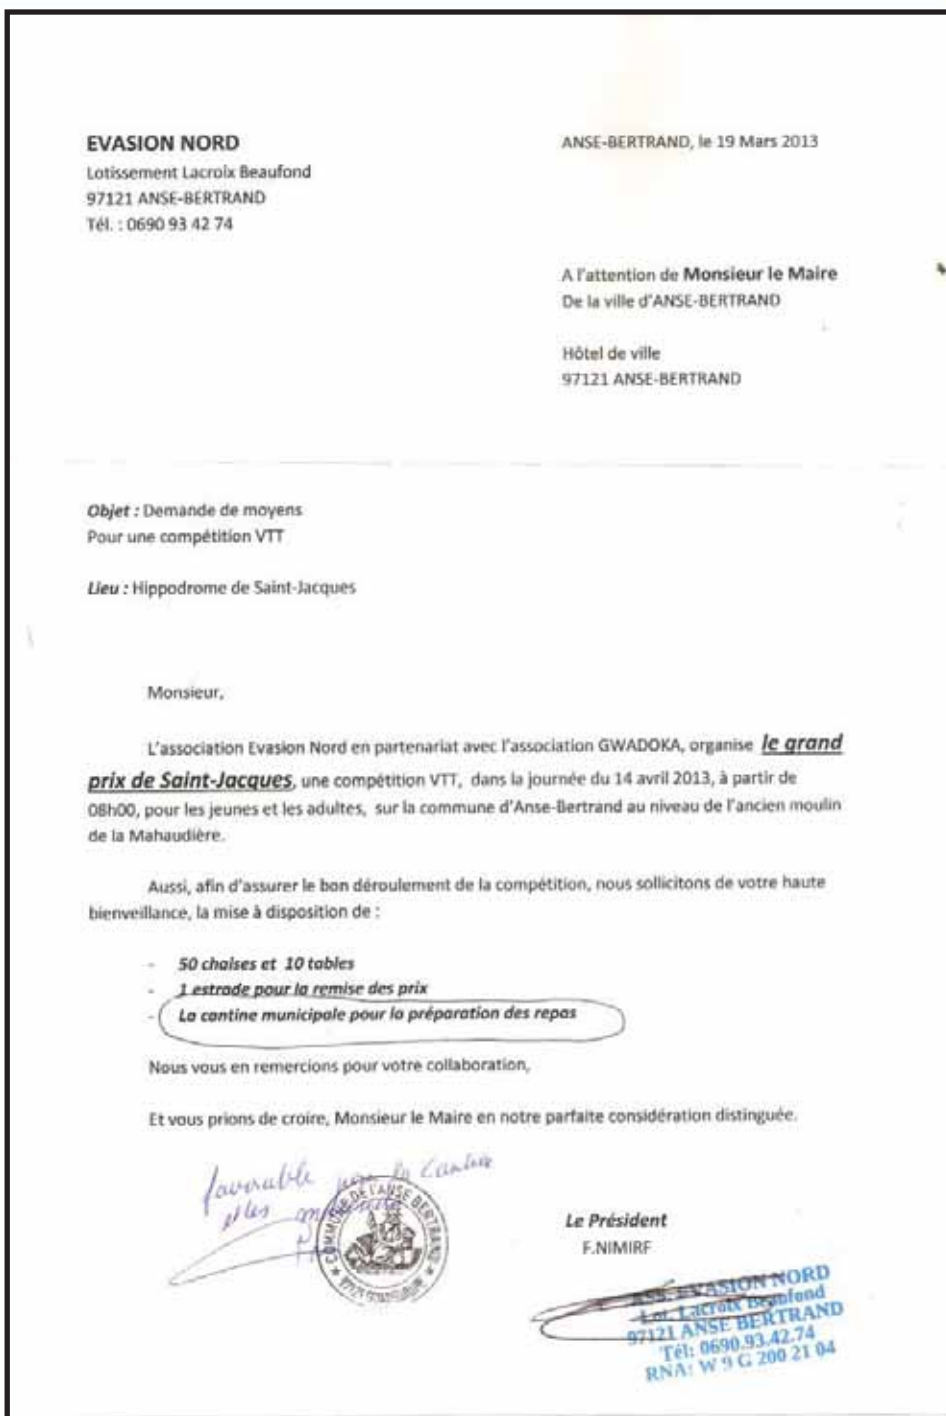 EVASION NORD
Lotissement Lacroix Beaufond
97121 ANSE-BERTRAND
Tél. : 0690 93 42 74
ANSE-BERTRAND, le 19 Mars 2013
A l'attention de Monsieur le Maire
De la ville d'ANSE-BERTRAND
Hôtel de ville
97121 ANSE-BERTRAND
Objet : Demande de moyens
Pour une compétition VTT
Lieu : Hippodrome de Saint-Jacques
Monsieur,
L'association Evasion Nord en partenariat avec l'association GWADOKA, organise le grand
prix de Saint-Jacques, une compétition VTT, dans la journée du 14 avril 2013, à partir de
08h00, pour les jeunes et les adultes, sur la commune d'Anse-Bertrand au niveau de l'ancien moulin
de la Mahaudière.
Aussi, afin d'assurer le bon déroulement de la compétition, nous sollicitons de votre haute
bienveillance, la mise à disposition de :
- 50 chaises et 10 tables
- 1 estrade pour la remise des prix
- La cantine municipale pour la préparation des repas
Nous vous en remercions pour votre collaboration,
Et vous prions de croire, Monsieur le Maire en notre parfaite considération distinguée.
favorable pour la Cantine
COMMUNE DE L'ANSE BERTRAND
Le Président
F.NIMIRF
ASS. EVASION NORD
Lot. Lacroix Beaufond
97121 ANSE BERTRAND
Tél: 0690.93.42.74
RNA: W 9 G 200 21 04